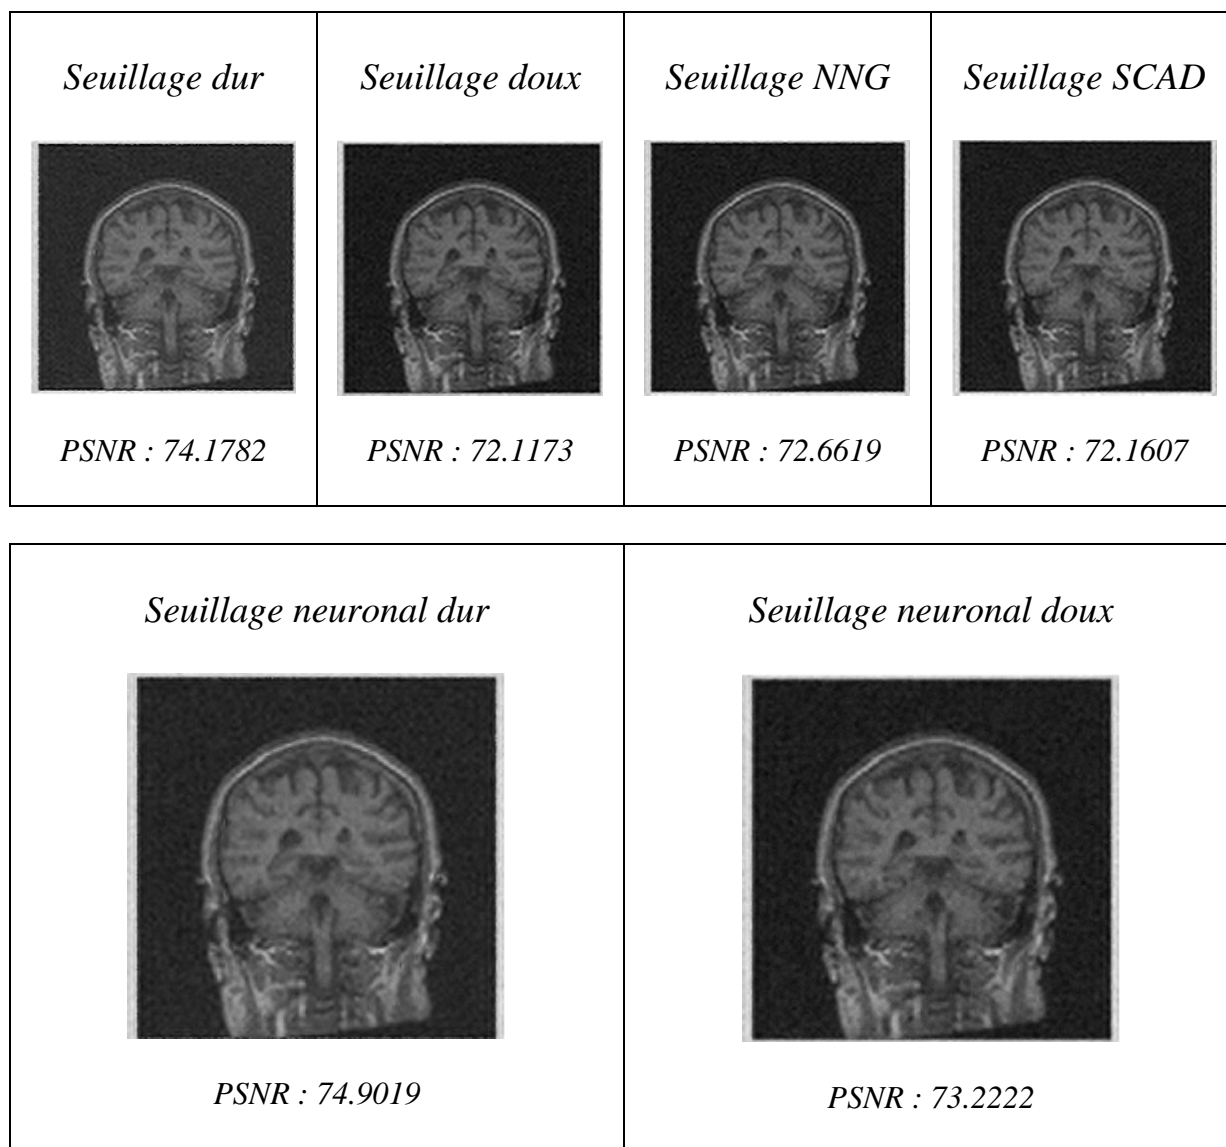 Seuillage dur
Seuillage doux
Seuillage NNG
Seuillage SCAD
PSNR : 74.1782
PSNR : 72.1173
PSNR : 72.6619
PSNR : 72.1607
Seuillage neuronal dur
Seuillage neuronal doux
PSNR : 74.9019
PSNR : 73.2222